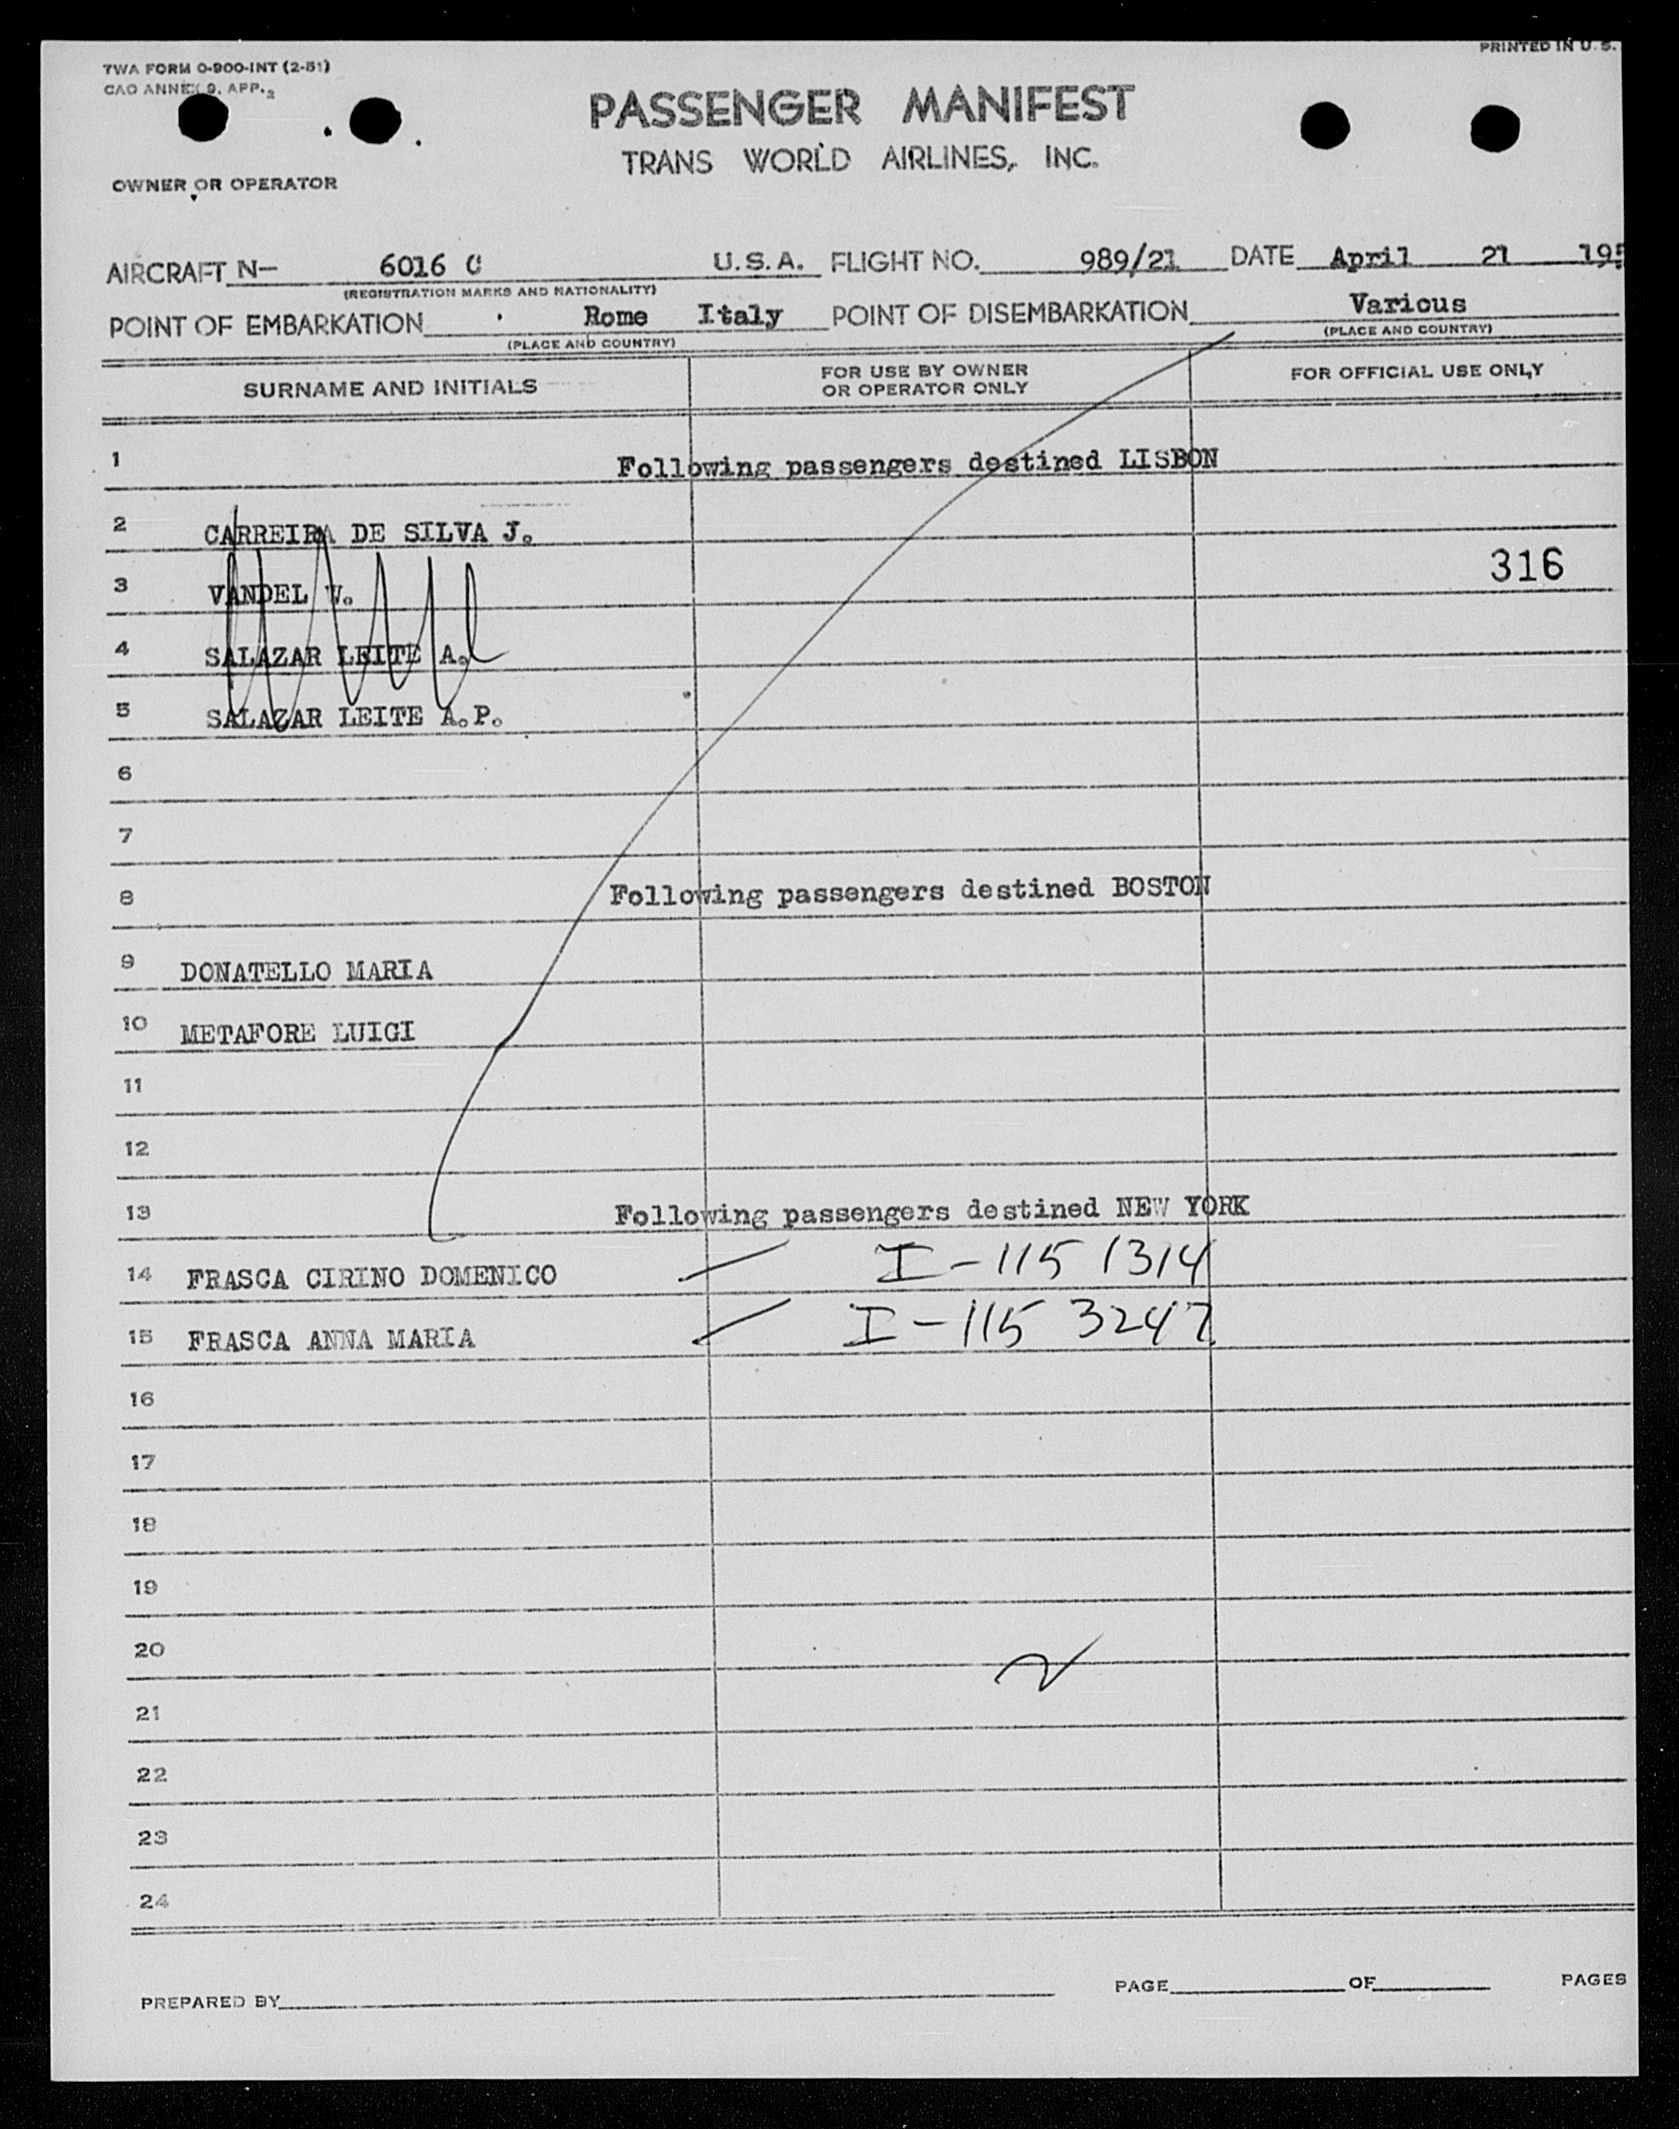 PRINTED IN U. S.
TWA FORM O-900-INT (2-51)
CAO ANNEX 9, APP. 2
PASSENGER MANIFEST
TRANS WORLD AIRLINES, INC.
OWNER OR OPERATOR
AIRCRAFT N- 6016 C U.S.A. FLIGHT NO. 989/21 DATE April 21 195
(REGISTRATION MARKS AND NATIONALITY)
POINT OF EMBARKATION Rome Italy POINT OF DISEMBARKATION Various
(PLACE AND COUNTRY) (PLACE AND COUNTRY)
SURNAME AND INITIALS FOR USE BY OWNER OR OPERATOR ONLY FOR OFFICIAL USE ONLY
1 Following passengers destined LISBON
2 CARREIRA DE SILVA J.
3 VANDEL W. 316
4 SALAZAR LEITE A.
5 SALAZAR LEITE A.P.
6
7
8 Following passengers destined BOSTON
9 DONATELLO MARIA
10 METAFORE LUIGI
11
12
13 Following passengers destined NEW YORK
14 FRASCA CIRINO DOMENICO I-115 1314
15 FRASCA ANNA MARIA I-115 3247
16
17
18
19
20
21
22
23
24
PREPARED BY PAGE OF PAGES